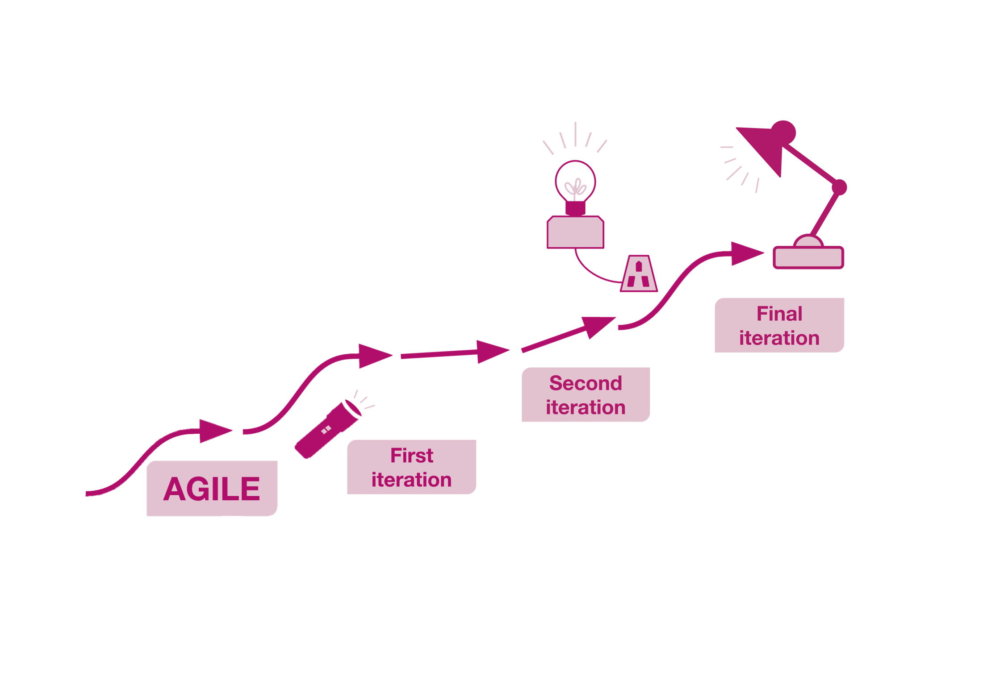 AGILE
First
iteration
Second
iteration
Final
iteration